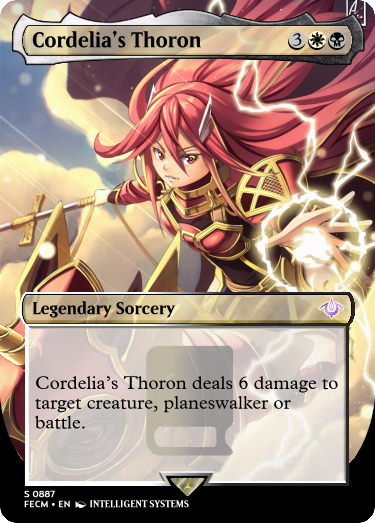 Cordelia's Thoron 3
Legendary Sorcery
Cordelia's Thoron deals 6 damage to
target creature, planeswalker or
battle.
S 0887
FECM • EN INTELLIGENT SYSTEMS